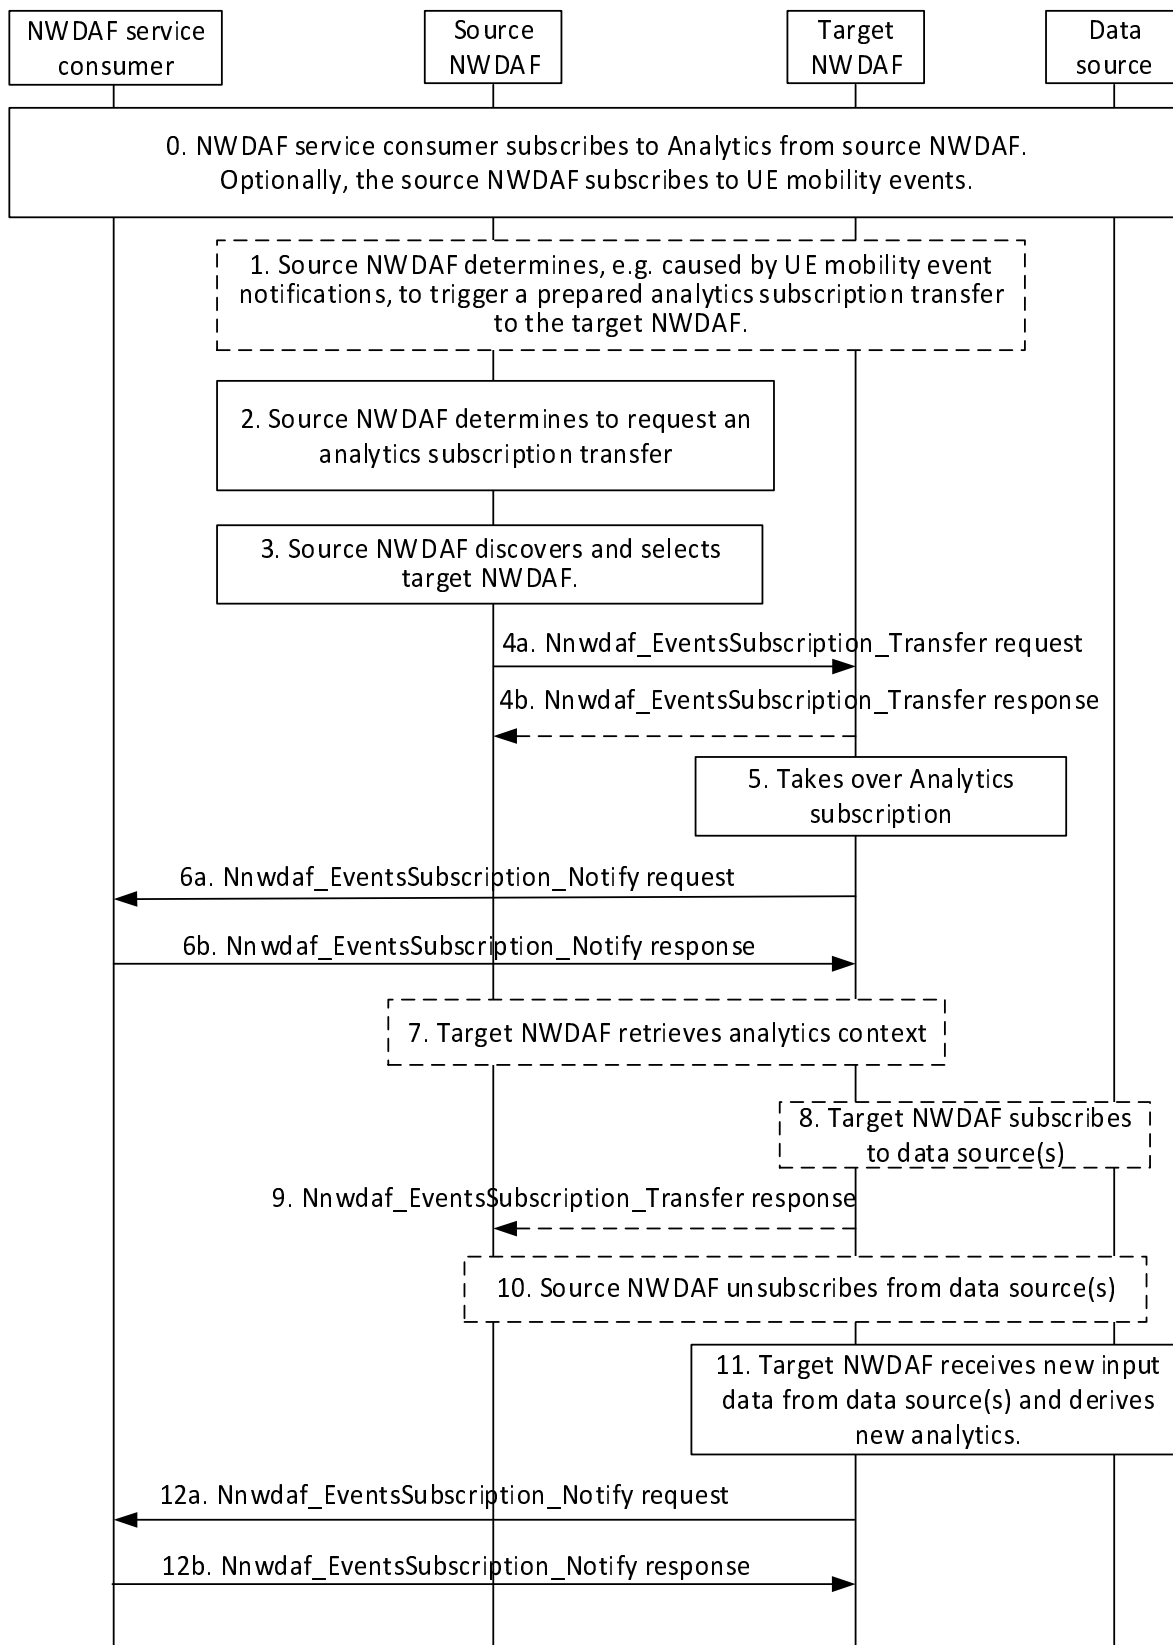 NWDAF service
consumer
Source
NWDAF
Target
NWDAF
Data
source
0. NWDAF service consumer subscribes to Analytics from source NWDAF.
Optionally, the source NWDAF subscribes to UE mobility events.
1. Source NWDAF determines, e.g. caused by UE mobility event
notifications, to trigger a prepared analytics subscription transfer
to the target NWDAF.
2. Source NWDAF determines to request an
analytics subscription transfer
3. Source NWDAF discovers and selects
target NWDAF.
4a. Nnwdaf_EventsSubscription_Transfer request
4b. Nnwdaf_EventsSubscription_Transfer response
5. Takes over Analytics
subscription
6a. Nnwdaf_EventsSubscription_Notify request
6b. Nnwdaf_EventsSubscription_Notify response
7. Target NWDAF retrieves analytics context
8. Target NWDAF subscribes
to data source(s)
9. Nnwdaf_EventsSubscription_Transfer response
10. Source NWDAF unsubscribes from data source(s)
11. Target NWDAF receives new input
data from data source(s) and derives
new analytics.
12a. Nnwdaf_EventsSubscription_Notify request
12b. Nnwdaf_EventsSubscription_Notify response